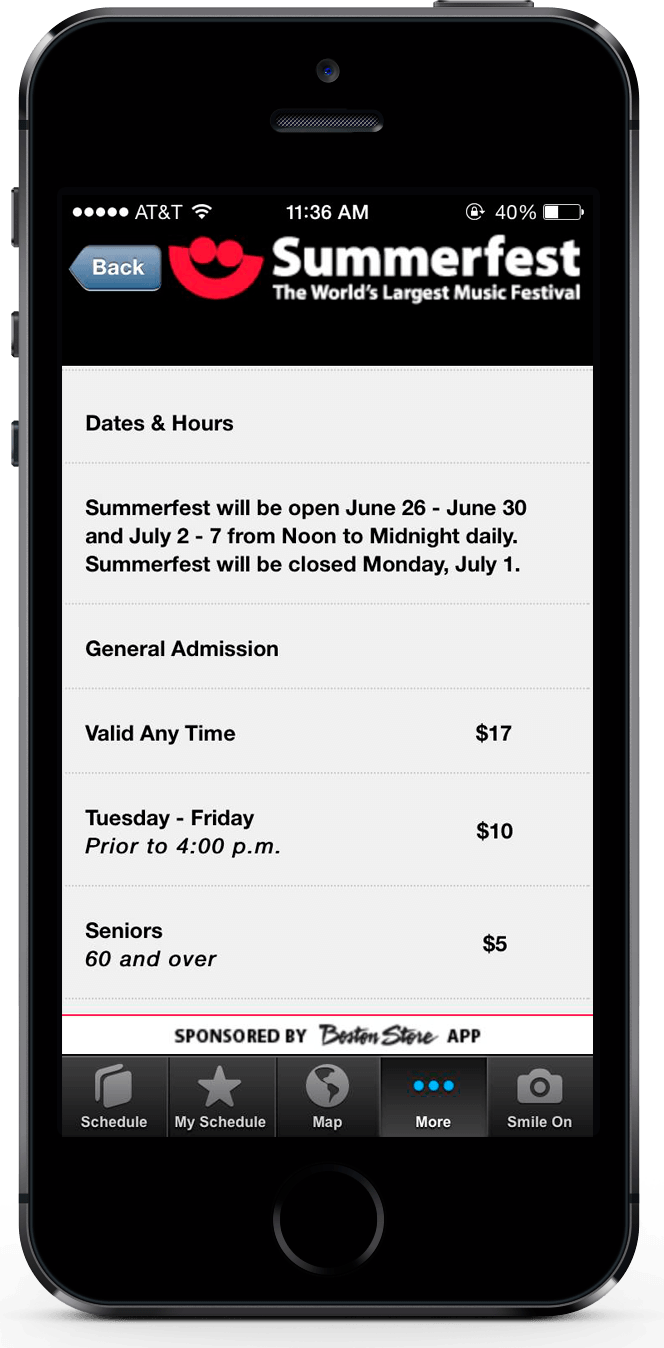 AT&T 11:36 AM 40%
Back
Summerfest
The World's Largest Music Festival
Dates & Hours
Summerfest will be open June 26 - June 30
and July 2 - 7 from Noon to Midnight daily.
Summerfest will be closed Monday, July 1.
General Admission
Valid Any Time $17
Tuesday - Friday
Prior to 4:00 p.m.
$10
Seniors
60 and over
$5
SPONSORED BY Boston Store APP
Schedule My Schedule Map More Smile On